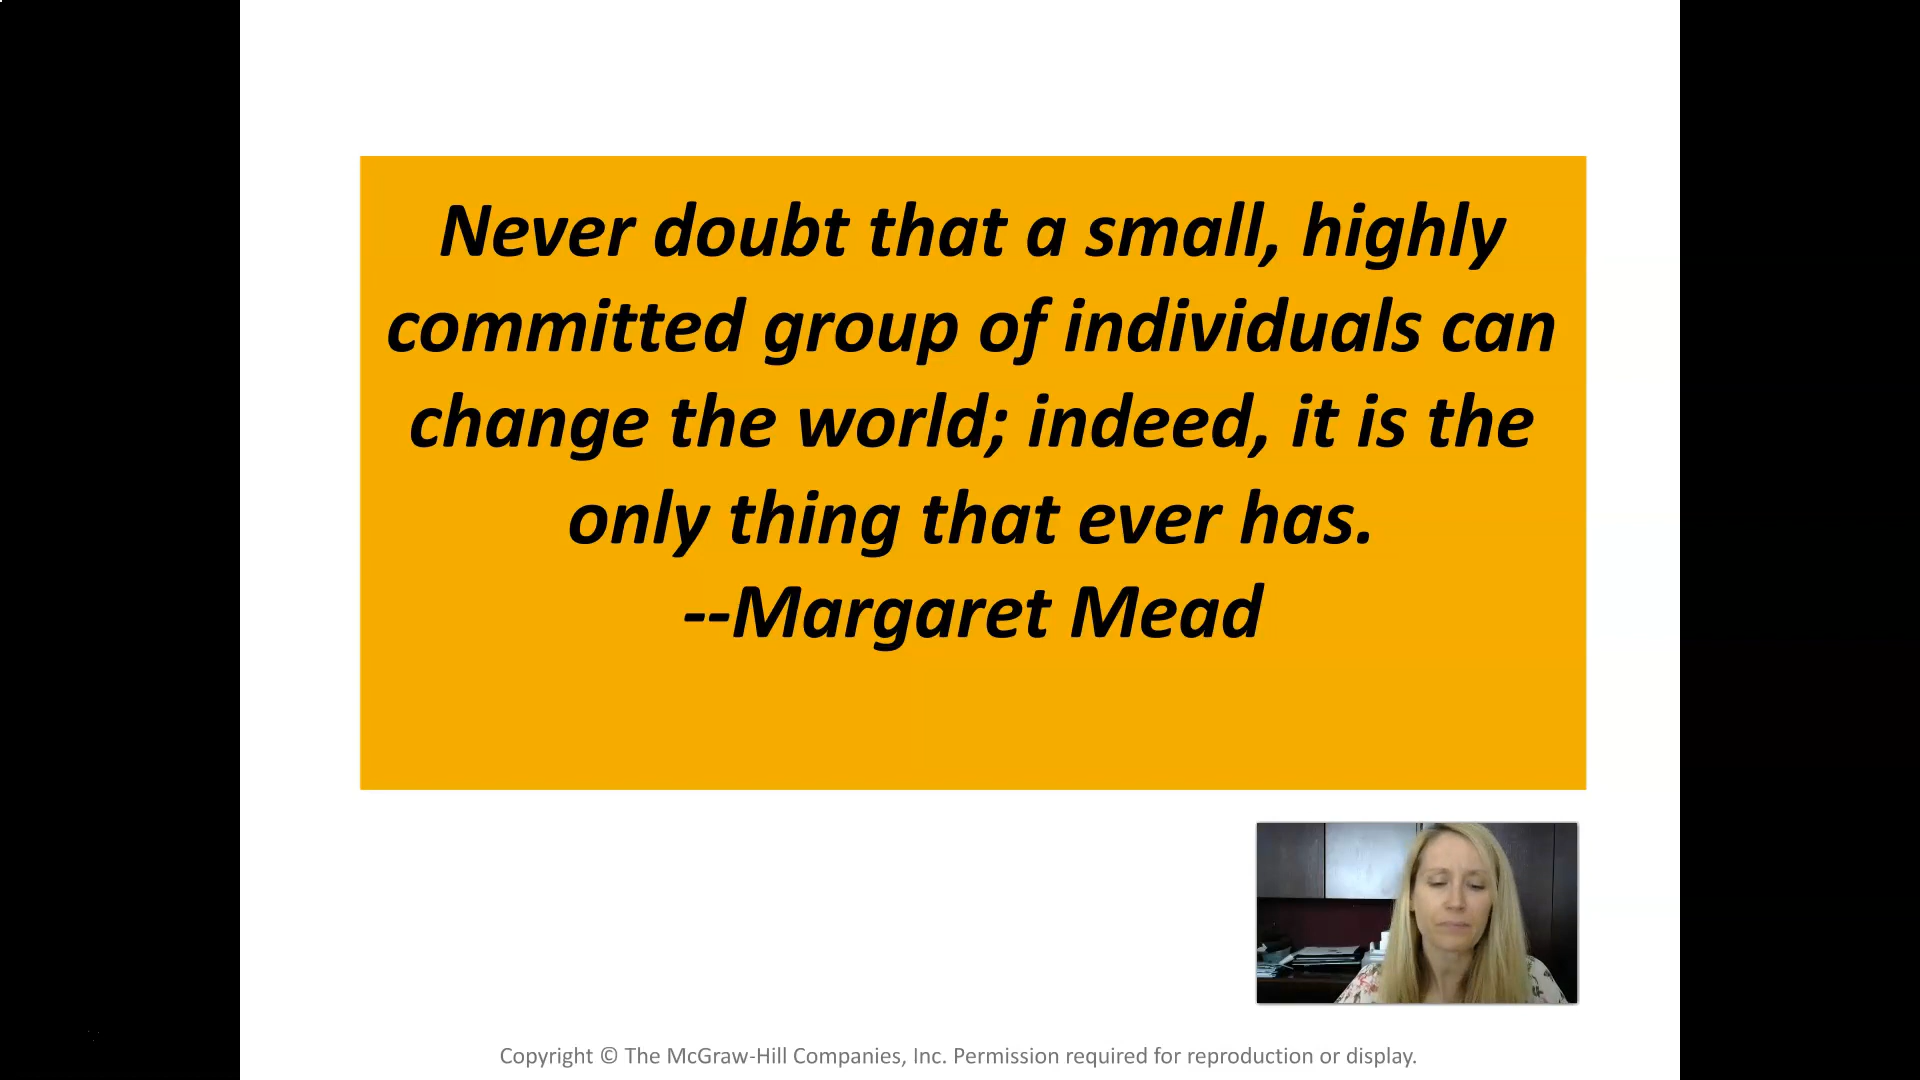 Never doubt that a small, highly
committed group of individuals can
change the world; indeed, it is the
only thing that ever has.
--Margaret Mead
Copyright © The McGraw-Hill Companies, Inc. Permission required for reproduction or display.